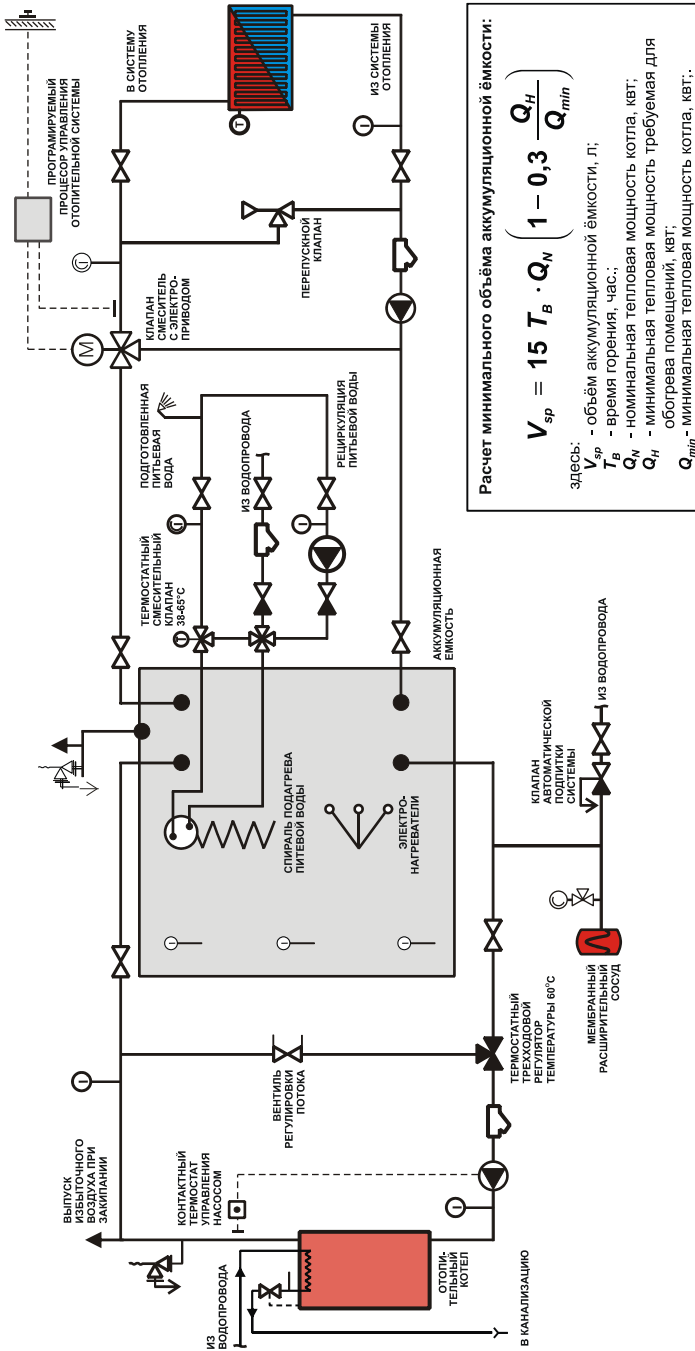 ВЫПУСК
ИЗБЫТОЧНОГО
ВОЗДУХА ПРИ
ЗАКИПАНИИ
КОНТАКТНЫЙ
ТЕРМОСТАТ
УПРАВЛЕНИЯ
НАСОСОМ
ИЗ
ВОДОПРОВОДА
ОТОПИ-
ТЕЛЬНЫЙ
КОТЕЛ
В КАНАЛИЗАЦИЮ
ВЕНТИЛЬ
РЕГУЛИРОВКИ
ПОТОКА
ТЕРМОСТАТНЫЙ
ТРЕХХОДОВОЙ
РЕГУЛЯТОР
ТЕМПЕРАТУРЫ 60°С
МЕМБРАННЫЙ
РАСШИРИТЕЛЬНЫЙ
СОСУД
КЛАПАН
АВТОМАТИЧЕСКОЙ
ПОДПИТКИ
СИСТЕМЫ
ИЗ ВОДОПРОВОДА
СПИРАЛЬ ПОДАГРЕВА
ПИТЕВОЙ ВОДЫ
ЭЛЕКТРО-
НАГРЕВАТЕЛИ
АККУМУЛЯЦИОННАЯ
ЕМКОСТЬ
ТЕРМОСТАТНЫЙ
СМЕСИТЕЛЬНЫЙ
КЛАПАН
38-65°С
ПОДГОТОВЛЕННАЯ
ПИТЬЕВАЯ
ВОДА
ИЗ ВОДОПРОВОДА
РЕЦИРКУЛЯЦИЯ
ПИТЬЕВОЙ ВОДЫ
M
КЛАПАН
СМЕСИТЕЛЬ
С ЭЛЕКТРО-
ПРИВОДОМ
ПРОГРАМИРУЕМЫЙ
ПРОЦЕСОР УПРАВЛЕНИЯ
ОТОПИТЕЛЬНОЙ СИСТЕМЫ
ПЕРЕПУСКНОЙ
КЛАПАН
В СИСТЕМУ
ОТОПЛЕНИЯ
T
ИЗ СИСТЕМЫ
ОТОПЛЕНИЯ
Расчет минимального объёма аккумуляционной ёмкости:
V_sp = 15 T_B · Q_N (1 – 0,3 Q_H / Q_min)
здесь:
V_sp - объём аккумуляционной ёмкости, л;
T_B - время горения, час.;
Q_N - номинальная тепловая мощность котла, квт;
Q_H - минимальная тепловая мощность требуемая для
обогрева помещений, квт;
Q_min - минимальная тепловая мощность котла, квт;.